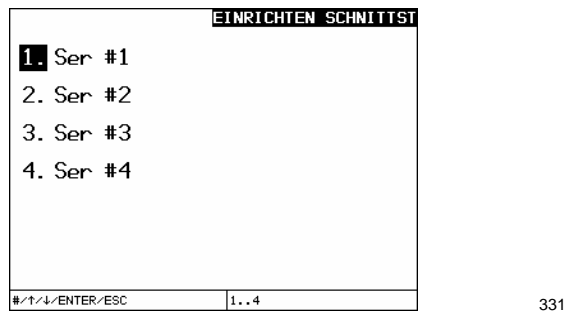 EINRICHTEN SCHNITTST
1. Ser #1
2. Ser #2
3. Ser #3
4. Ser #4
#/↑/↓/ENTER/ESC 1..4
331